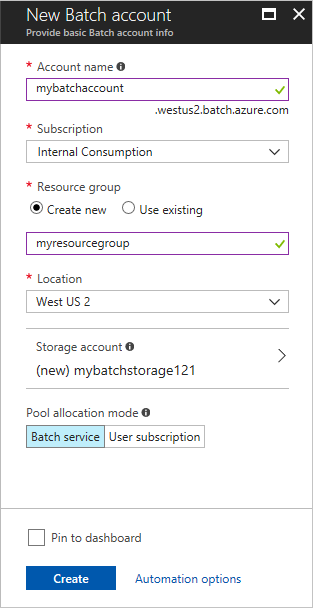 New Batch account
Provide basic Batch account info
* Account name
mybatchaccount
.westus2.batch.azure.com
* Subscription
Internal Consumption
* Resource group
Create new Use existing
myresourcegroup
* Location
West US 2
Storage account
(new) mybatchstorage121
Pool allocation mode
Batch service User subscription
Pin to dashboard
Create Automation options